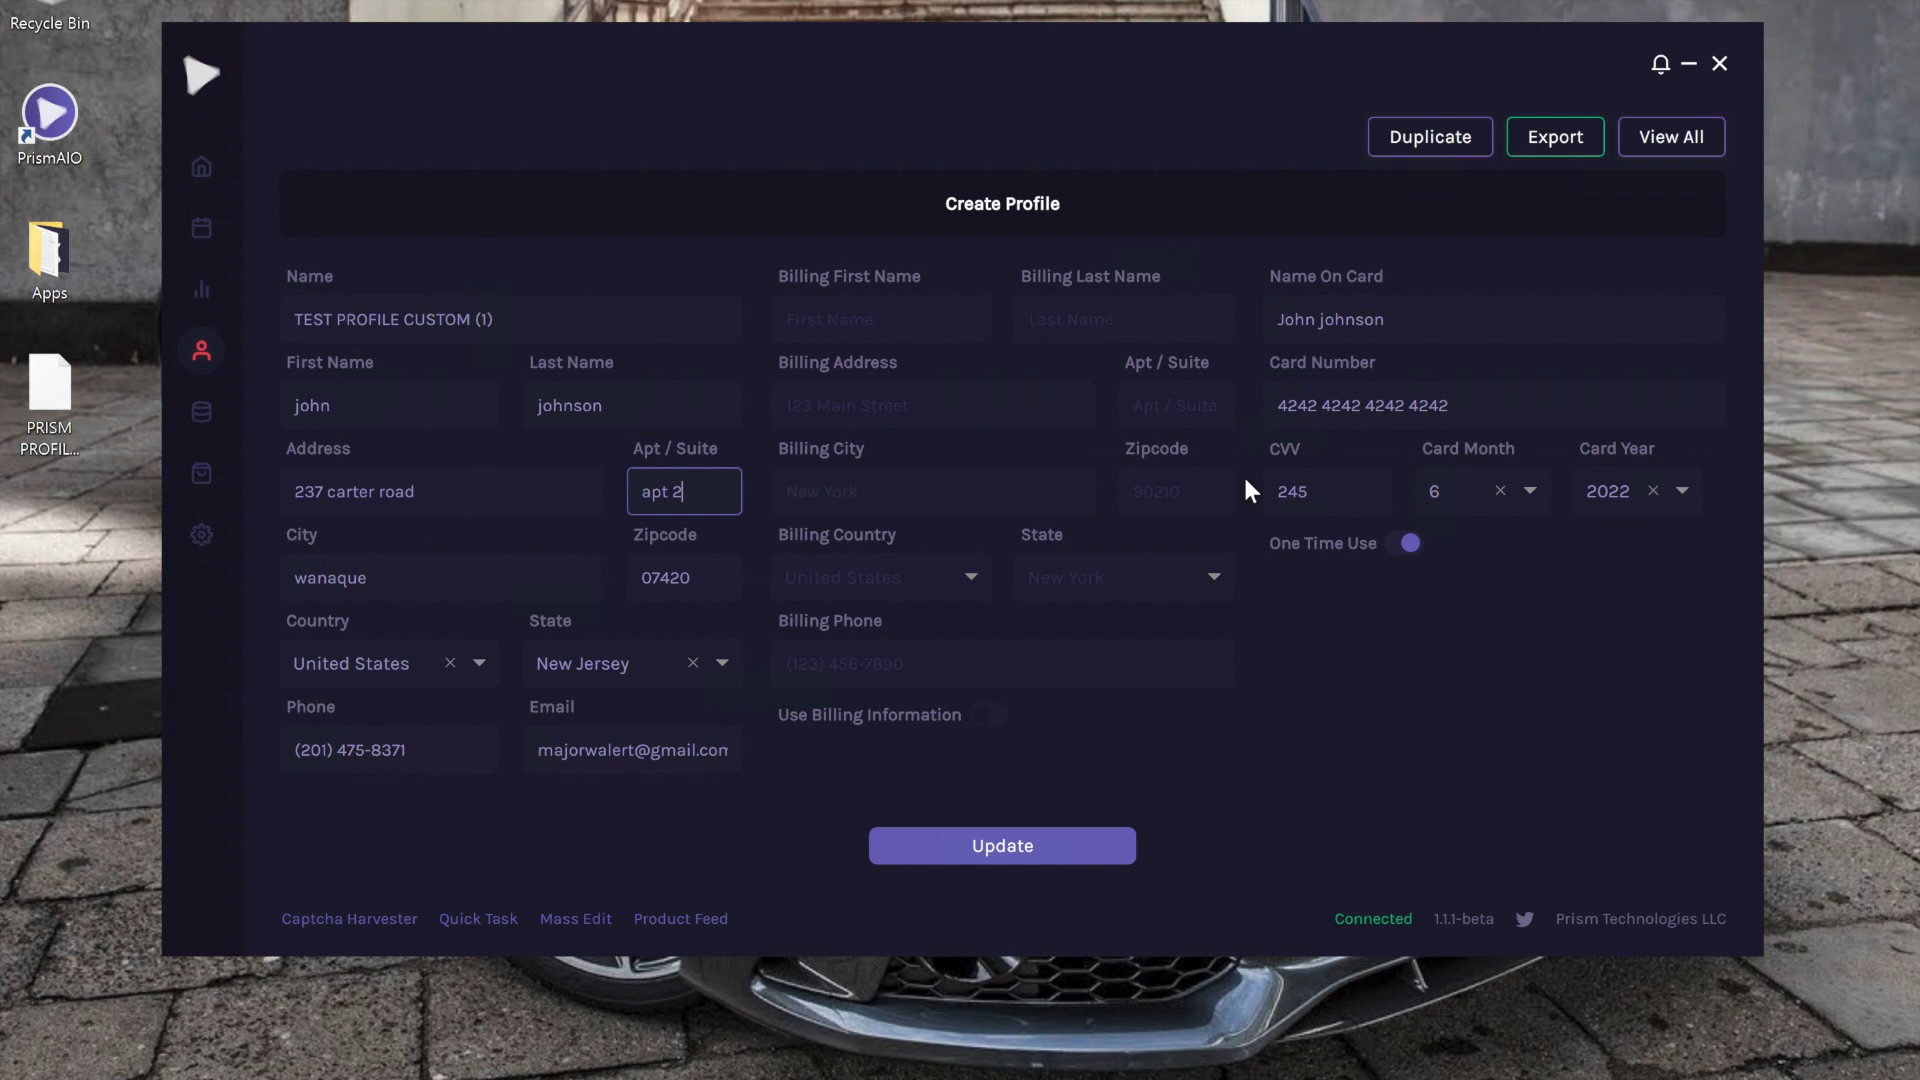 Recycle Bin
PrismAIO
Apps
PRISM
PROFIL...
Duplicate
Export
View All
Create Profile
Name
TEST PROFILE CUSTOM (1)
First Name
Last Name
john
johnson
Address
Apt / Suite
237 carter road
apt 2
City
Zipcode
wanaque
07420
Country
State
United States
New Jersey
Phone
Email
(201) 475-8371
majorwalert@gmail.com
Billing First Name
Billing Last Name
First Name
Last Name
Billing Address
Apt / Suite
123 Main Street
Apt / Suite
Billing City
Zipcode
New York
90210
Billing Country
State
United States
New York
Billing Phone
(123) 456-7890
Use Billing Information
Name On Card
John johnson
Card Number
4242 4242 4242 4242
CVV
Card Month
Card Year
245
6
2022
One Time Use
Update
Captcha Harvester
Quick Task
Mass Edit
Product Feed
Connected
1.1.1-beta
Prism Technologies LLC